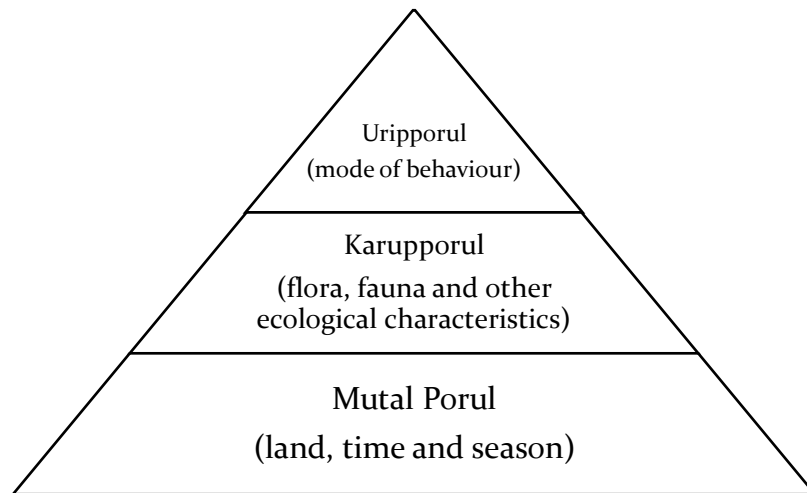 Uripporul
(mode of behaviour)
Karupporul
(flora, fauna and other
ecological characteristics)
Mutal Porul
(land, time and season)